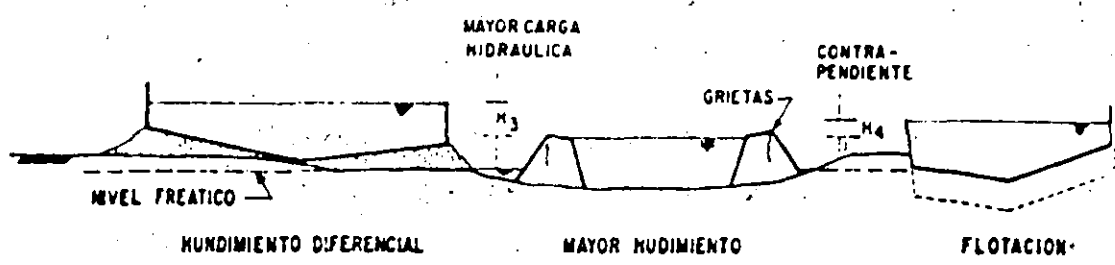 MAYOR CARGA
HIDRAULICA
CONTRA-
PENDIENTE
GRIETAS
H3
H4
NIVEL FREATICO
HUNDIMIENTO DIFERENCIAL
MAYOR HUDIMIENTO
FLOTACION